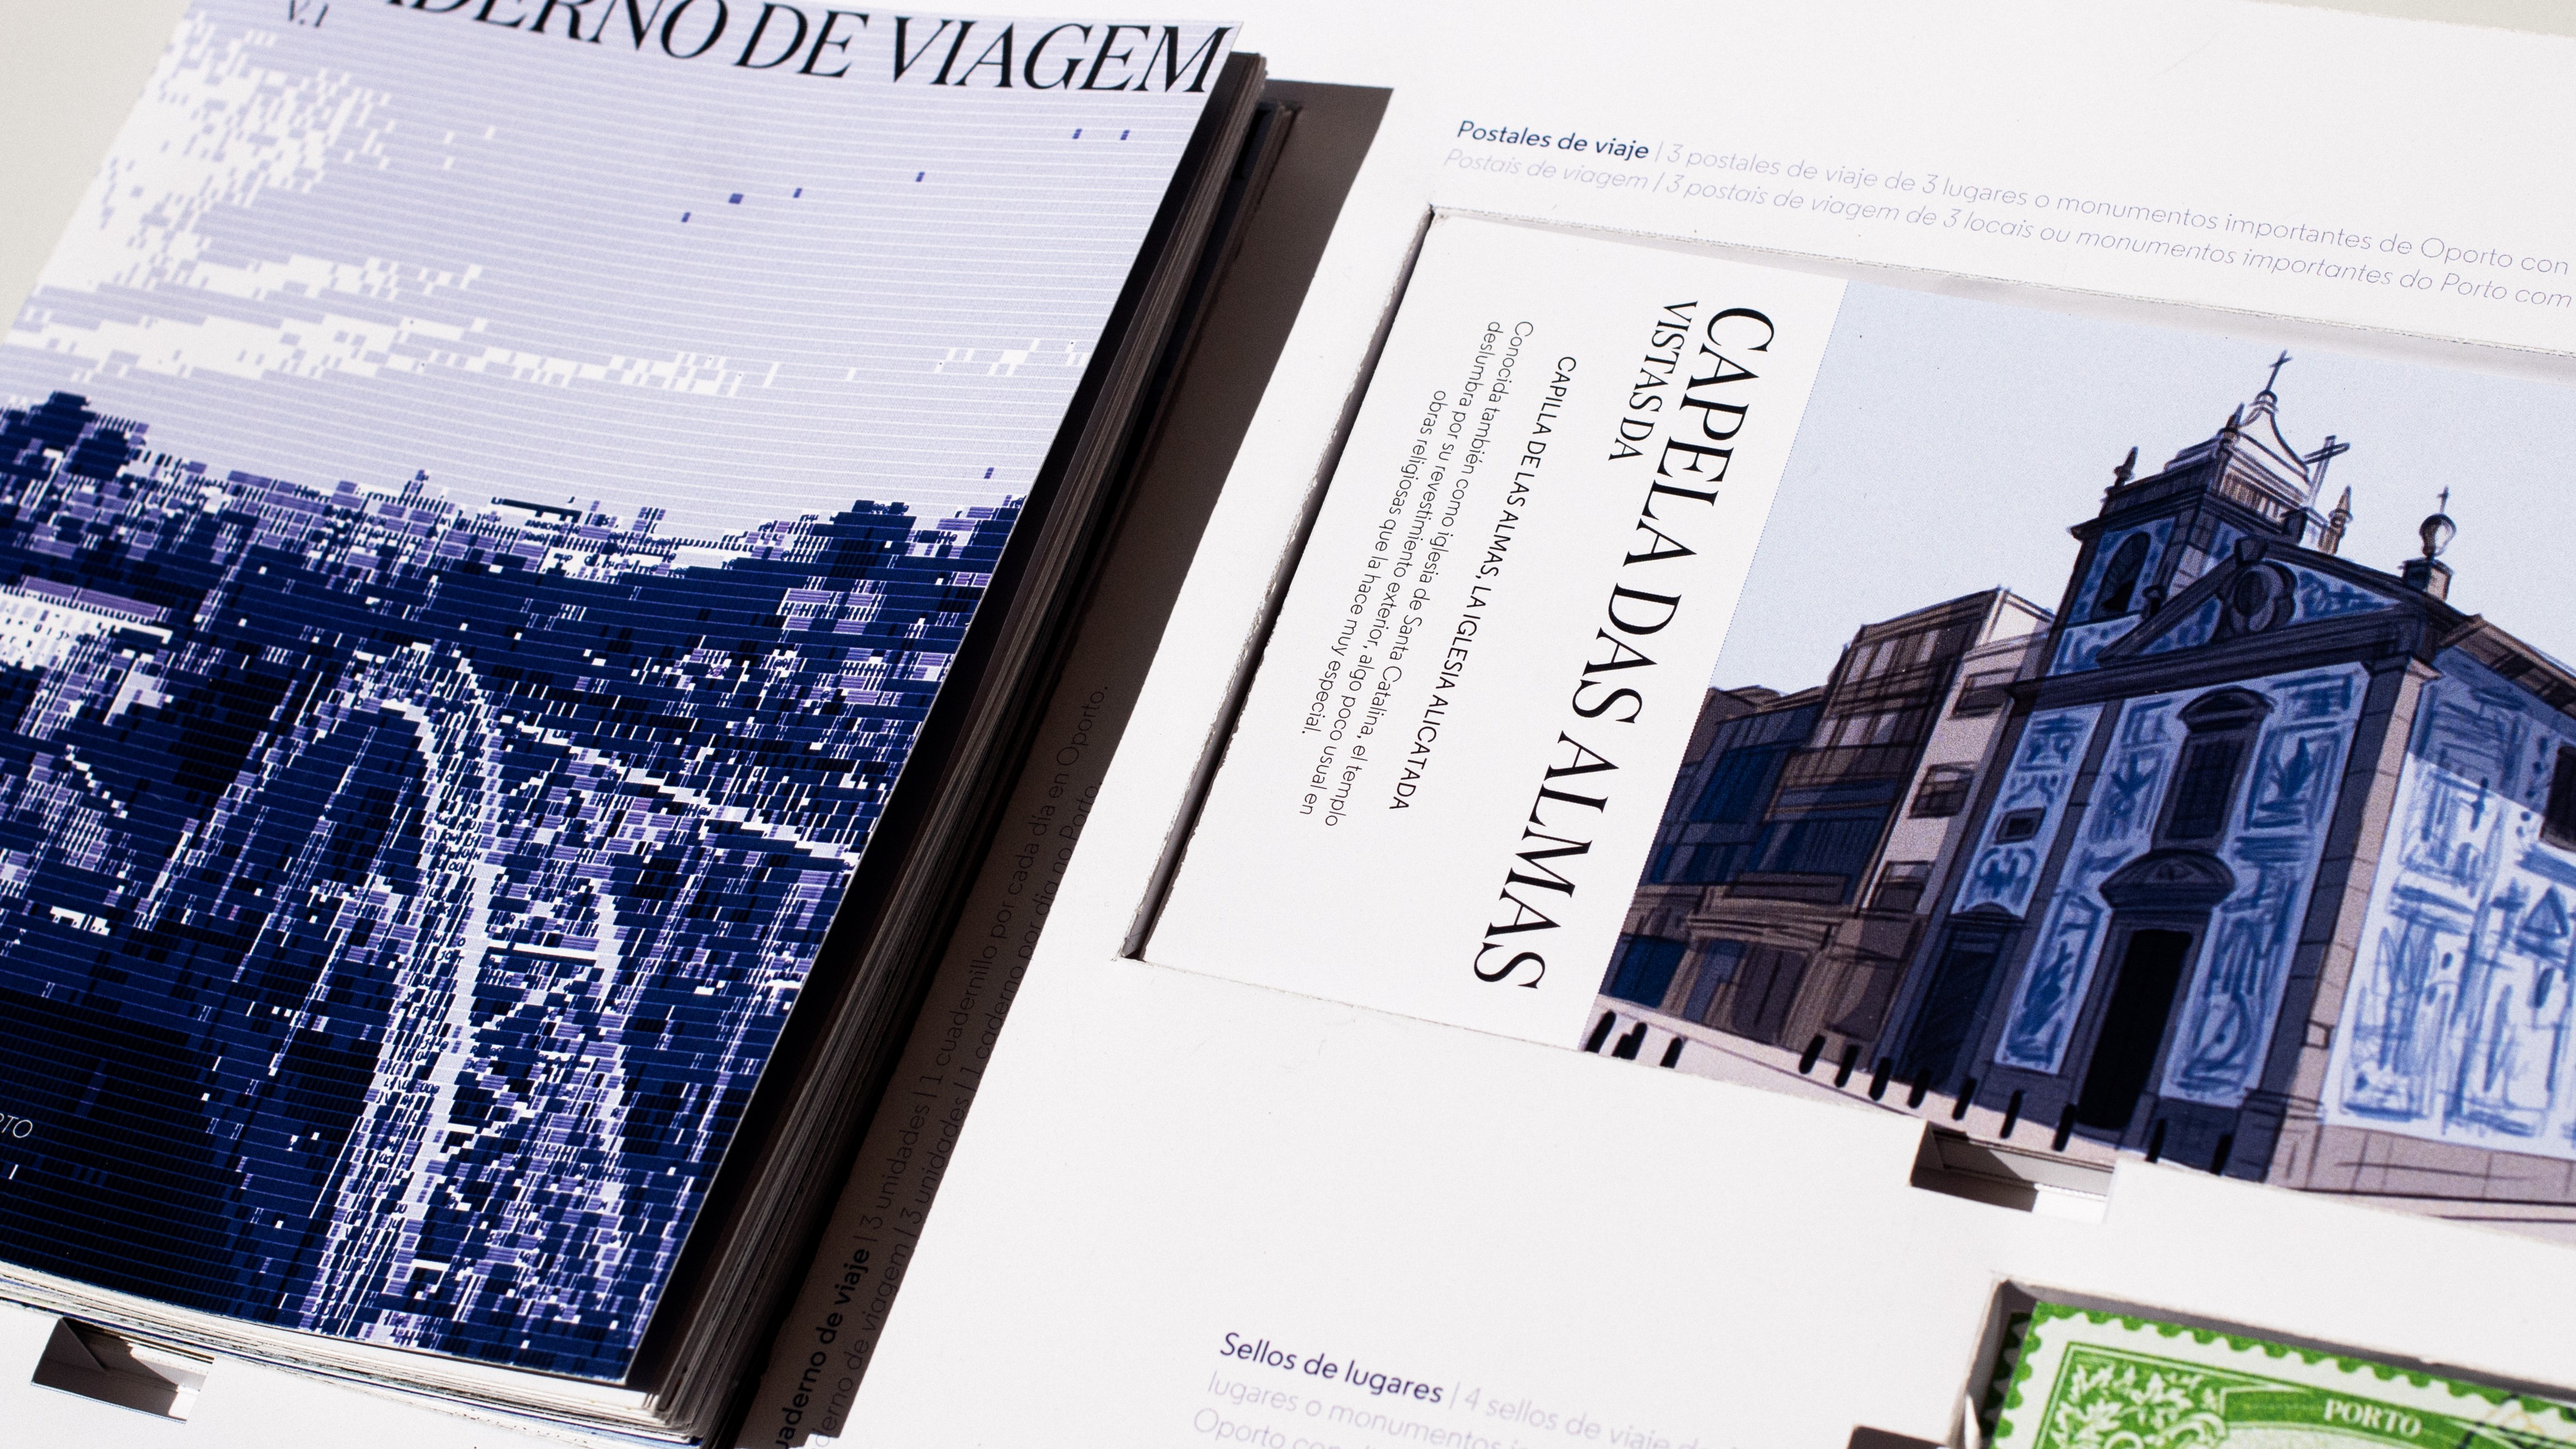 V.1
ADERNO DE VIAGEM
RTO
uaderno de viaje | 3 unidades | 1 cuadernillo por cada día en Oporto.
derno de viagem | 3 unidades | 1 caderno por dia no Porto.
Postales de viaje | 3 postales de viaje de 3 lugares o monumentos importantes de Oporto con
Postais de viagem | 3 postais de viagem de 3 locais ou monumentos importantes do Porto com
VISTAS DA
CAPELA DAS ALMAS
CAPILLA DE LAS ALMAS, LA IGLESIA ALICATADA
Conocida también como iglesia de Santa Catalina, el templo
deslumbra por su revestimiento exterior, algo poco usual en
obras religiosas que la hace muy especial.
Sellos de lugares | 4 sellos de viaje d
lugares o monumentos
Oporto con
PORTO